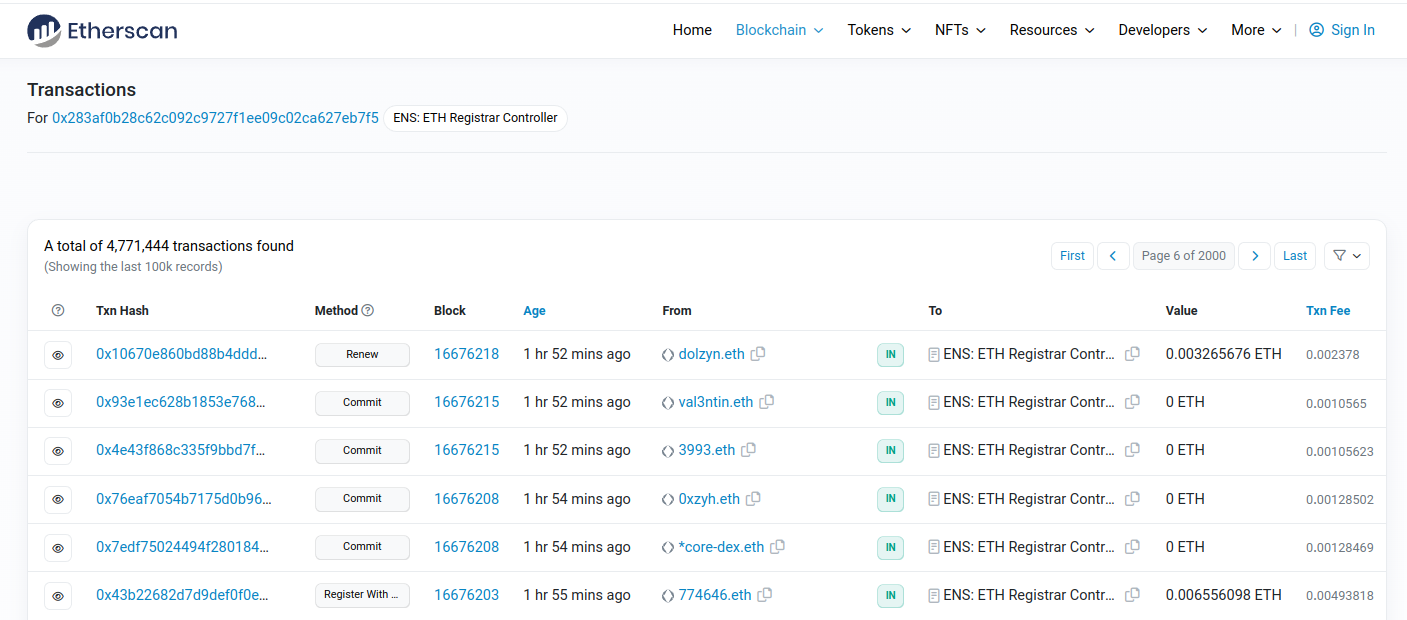 Etherscan
Home Blockchain Tokens NFTs Resources Developers More | Sign In
Transactions
For 0x283af0b28c62c092c9727f1ee09c02ca627eb7f5 ENS: ETH Registrar Controller
A total of 4,771,444 transactions found
(Showing the last 100k records)
First < Page 6 of 2000 > Last
Txn Hash Method Block Age From To Value Txn Fee
0x10670e860bd88b4ddd... Renew 16676218 1 hr 52 mins ago dolzyn.eth IN ENS: ETH Registrar Contr... 0.003265676 ETH 0.002378
0x93e1ec628b1853e768... Commit 16676215 1 hr 52 mins ago val3ntin.eth IN ENS: ETH Registrar Contr... 0 ETH 0.0010565
0x4e43f868c335f9bbd7f... Commit 16676215 1 hr 52 mins ago 3993.eth IN ENS: ETH Registrar Contr... 0 ETH 0.00105623
0x76eaf7054b7175d0b96... Commit 16676208 1 hr 54 mins ago 0xzyh.eth IN ENS: ETH Registrar Contr... 0 ETH 0.00128502
0x7edf75024494f280184... Commit 16676208 1 hr 54 mins ago *core-dex.eth IN ENS: ETH Registrar Contr... 0 ETH 0.00128469
0x43b22682d7d9def0f0e... Register With ... 16676203 1 hr 55 mins ago 774646.eth IN ENS: ETH Registrar Contr... 0.006556098 ETH 0.00493818